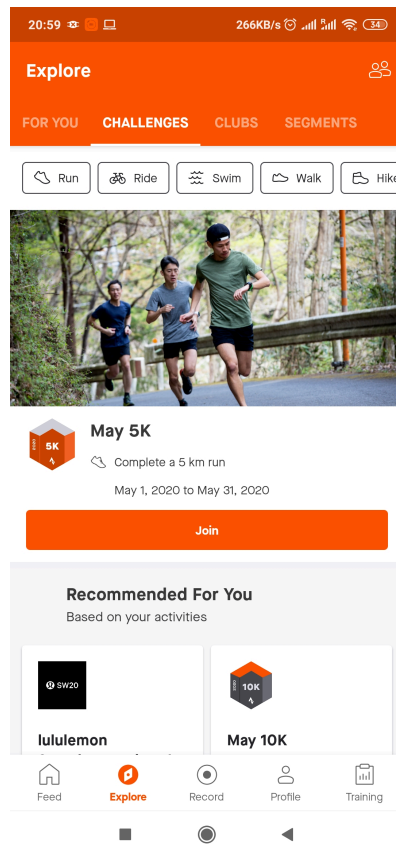 20:59 266KB/s 34
Explore
FOR YOU CHALLENGES CLUBS SEGMENTS
Run Ride Swim Walk Hike
5K
2020
May 5K
Complete a 5 km run
May 1, 2020 to May 31, 2020
Join
Recommended For You
Based on your activities
SW20
10K
2020
lululemon
May 10K
Feed Explore Record Profile Training